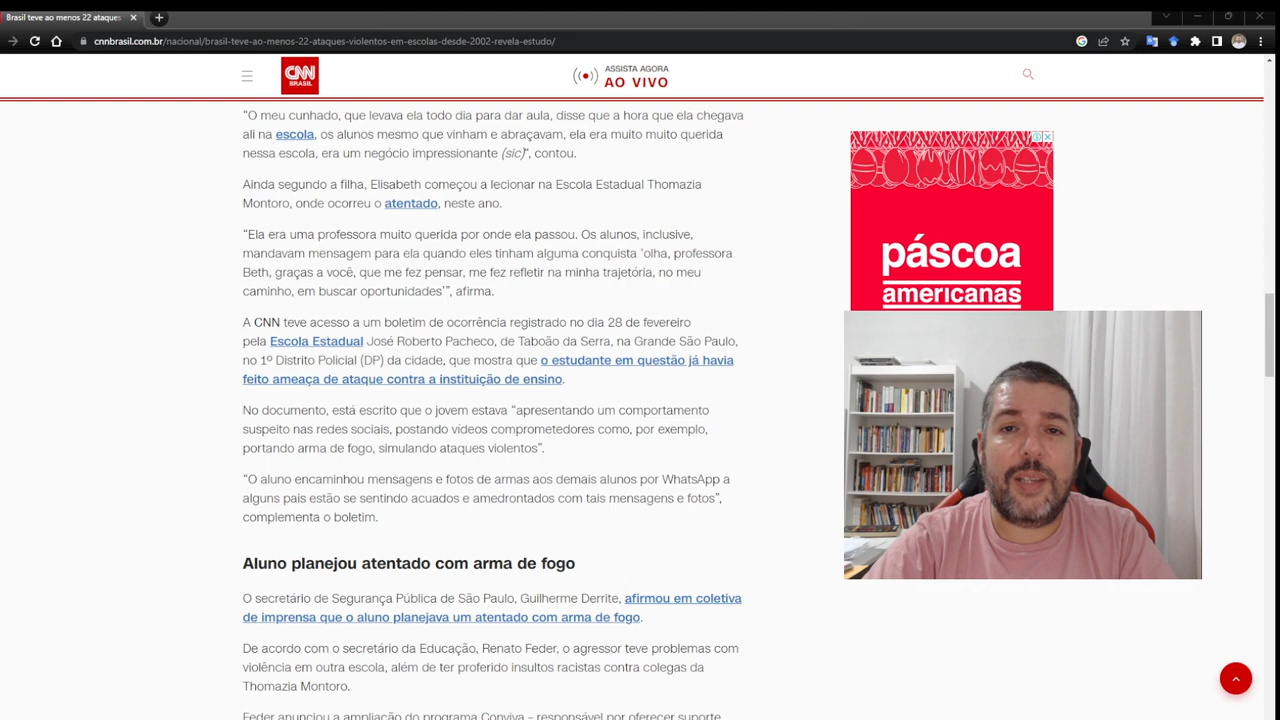 Brasil teve ao menos 22 ataques
cnnbrasil.com.br/nacional/brasil-teve-ao-menos-22-ataques-violentos-em-escolas-desde-2002-revela-estudo/
CNN
BRASIL
ASSISTA AGORA
AO VIVO
"O meu cunhado, que levava ela todo dia para dar aula, disse que a hora que ela chegava
ali na escola, os alunos mesmo que vinham e abraçavam, ela era muito muito querida
nessa escola, era um negócio impressionante (sic)", contou.
Ainda segundo a filha, Elisabeth começou a lecionar na Escola Estadual Thomazia
Montoro, onde ocorreu o atentado, neste ano.
“Ela era uma professora muito querida por onde ela passou. Os alunos, inclusive,
mandavam mensagem para ela quando eles tinham alguma conquista ‘olha, professora
Beth, graças a você, que me fez pensar, me fez refletir na minha trajetória, no meu
caminho, em buscar oportunidades’”, afirma.
A CNN teve acesso a um boletim de ocorrência registrado no dia 28 de fevereiro
pela Escola Estadual José Roberto Pacheco, de Taboão da Serra, na Grande São Paulo,
no 1º Distrito Policial (DP) da cidade, que mostra que o estudante em questão já havia
feito ameaça de ataque contra a instituição de ensino.
No documento, está escrito que o jovem estava “apresentando um comportamento
suspeito nas redes sociais, postando vídeos comprometedores como, por exemplo,
portando arma de fogo, simulando ataques violentos”.
“O aluno encaminhou mensagens e fotos de armas aos demais alunos por WhatsApp a
alguns pais estão se sentindo acuados e amedrontados com tais mensagens e fotos”,
complementa o boletim.
Aluno planejou atentado com arma de fogo
O secretário de Segurança Pública de São Paulo, Guilherme Derrite, afirmou em coletiva
de imprensa que o aluno planejava um atentado com arma de fogo.
De acordo com o secretário da Educação, Renato Feder, o agressor teve problemas com
violência em outra escola, além de ter proferido insultos racistas contra colegas da
Thomazia Montoro.
Feder anunciou a ampliação do programa Conviva – responsável por oferecer suporte
páscoa
americanas